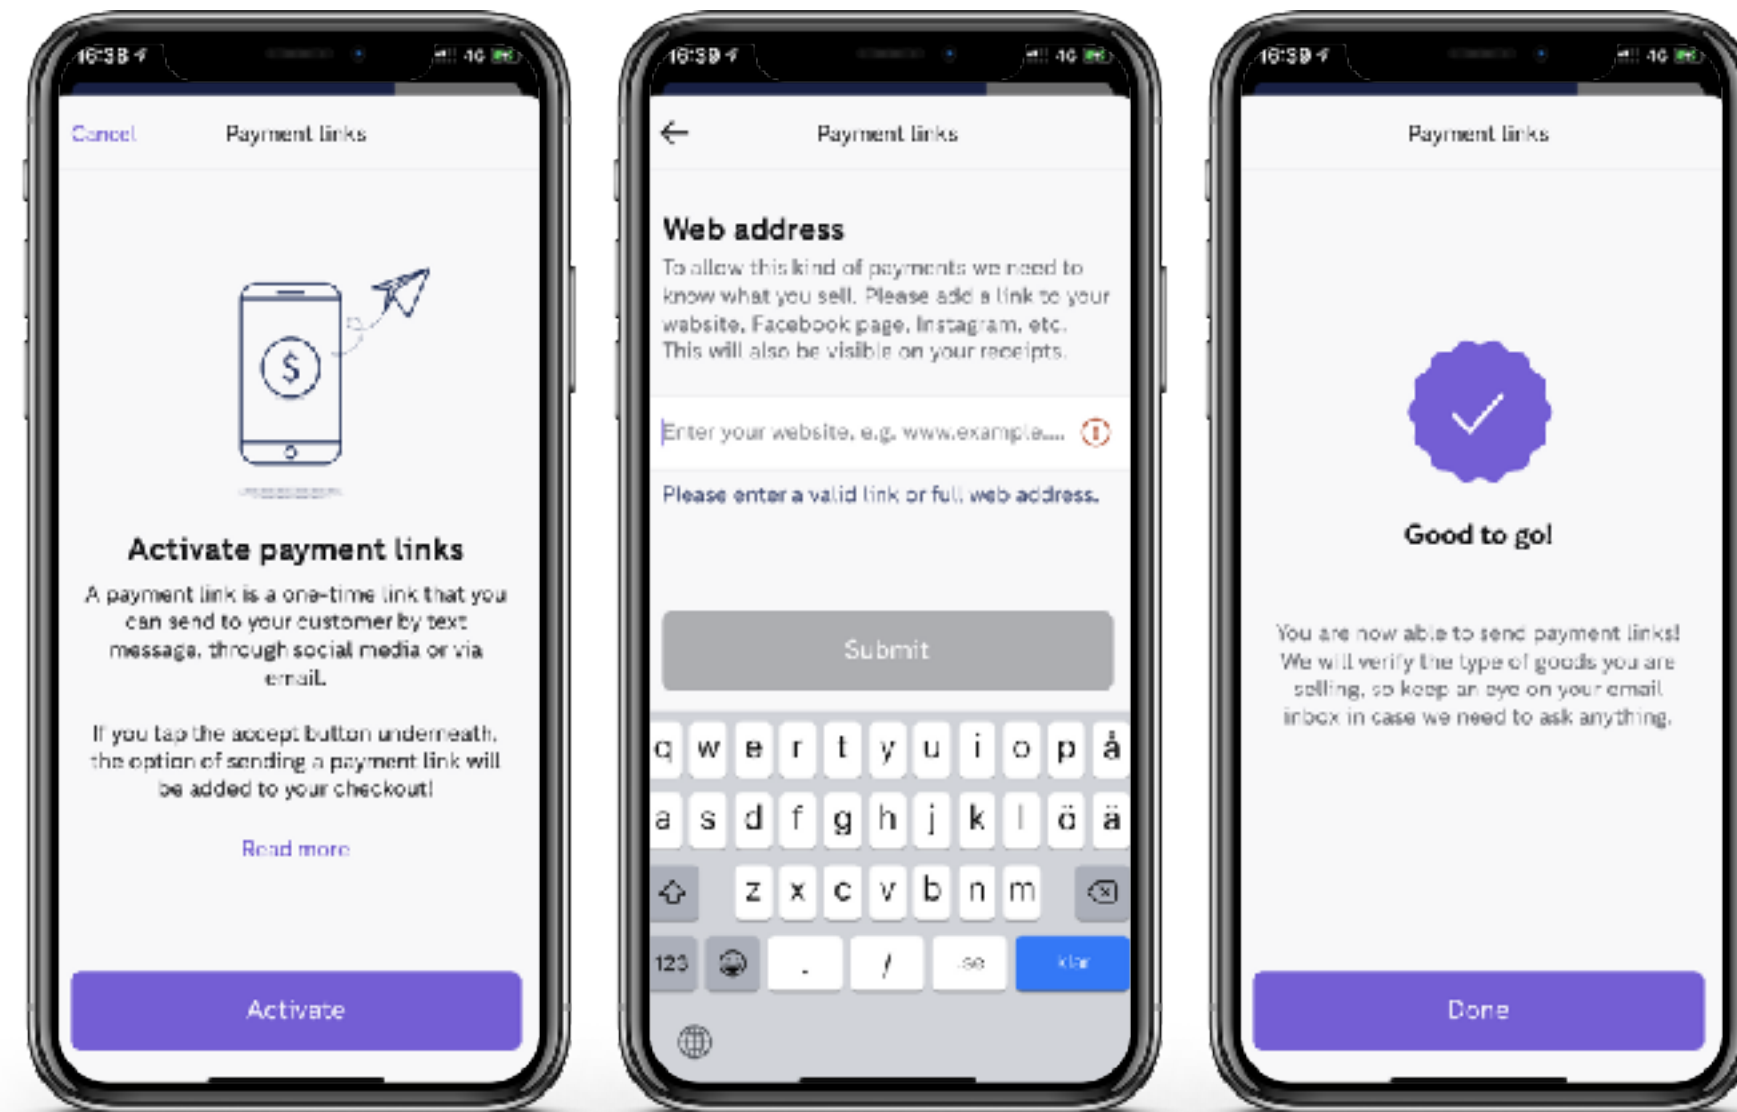 16:38
4G
Cancel
Payment links
$
Activate payment links
A payment link is a one-time link that you
can send to your customer by text
message, through social media or via
email.
If you tap the accept button underneath,
the option of sending a payment link will
be added to your checkout!
Read more
Activate
16:39
4G
Payment links
Web address
To allow this kind of payments we need to
know what you sell. Please add a link to your
website, Facebook page, Instagram, etc.
This will also be visible on your receipts.
Enter your website, e.g. www.example....
Please enter a valid link or full web address.
Submit
q w e r t y u i o p å
a s d f g h j k l ö ä
z x c v b n m
123 . / .se klar
16:39
4G
Payment links
Good to go!
You are now able to send payment links!
We will verify the type of goods you are
selling, so keep an eye on your email
inbox in case we need to ask anything.
Done